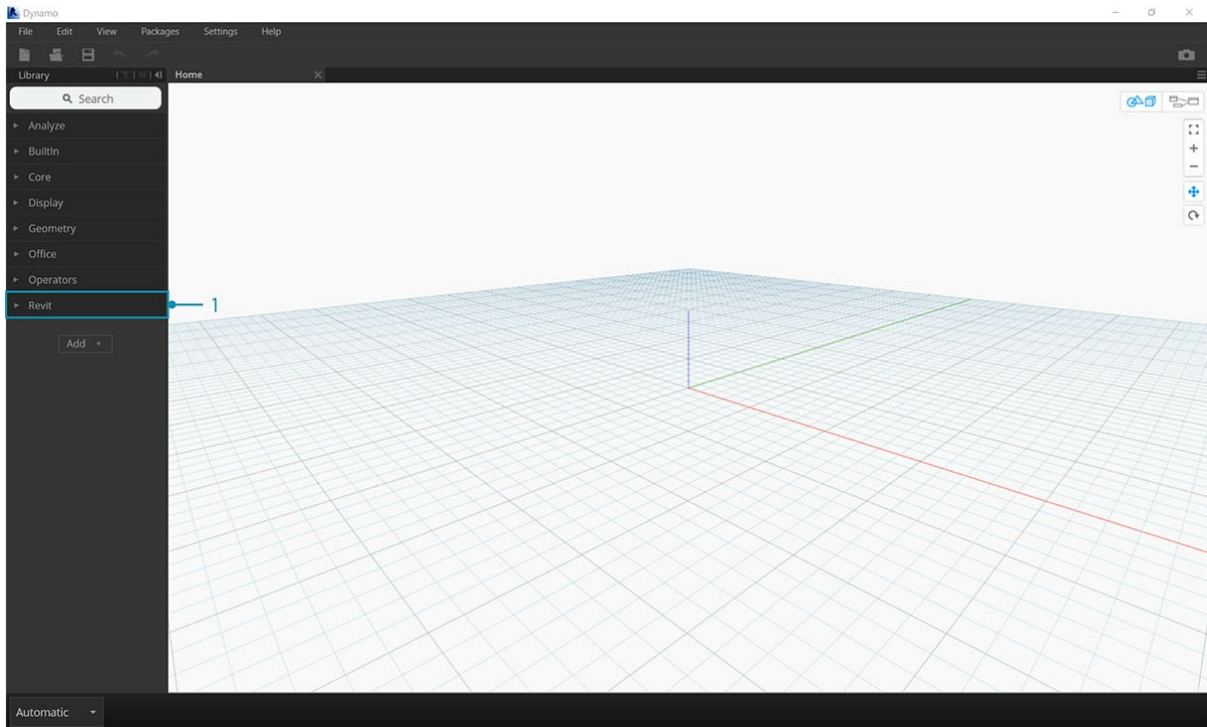 Dynamo
File Edit View Packages Settings Help
Library
Home
Search
Analyze
BuiltIn
Core
Display
Geometry
Office
Operators
Revit
1
Add
Automatic